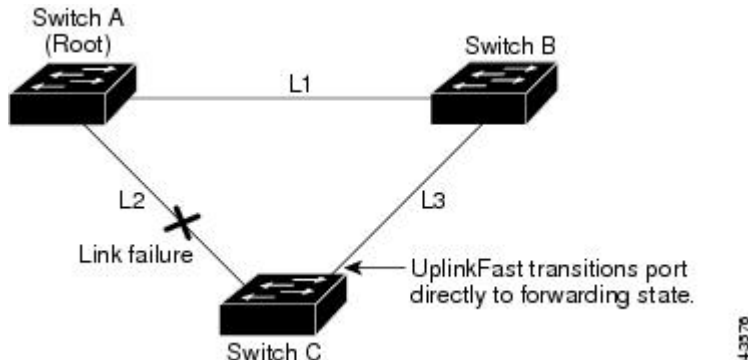 Switch A
(Root)
Switch B
L1
L2
L3
Link failure
UplinkFast transitions port
directly to forwarding state.
Switch C